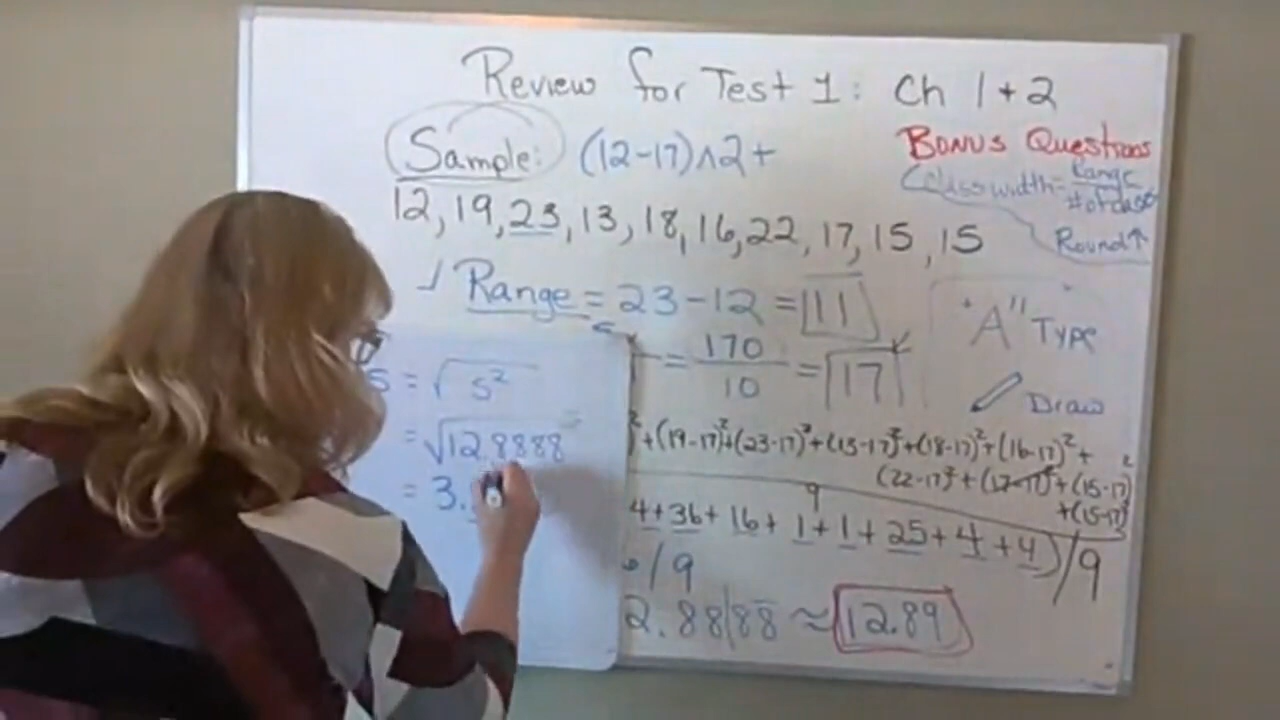 Review for Test 1: Ch 1 + 2
Sample: (12-17)∧2+
Bonus Questions
Class width = Range
# of classes
Round↑
12, 19, 23, 13, 18, 16, 22, 17, 15, 15
✓ Range = 23 - 12 = 11
= 170 / 10 = 17
"A" Type
Draw
s = √s²
= √12.8888
= 3.
² + (19-17)² + (23-17)² + (13-17)² + (18-17)² + (16-17)² +
(22-17)² + (17-17)² + (15-17)²
+ (15-17)²
9
4 + 36 + 16 + 1 + 1 + 25 + 4 + 4) / 9
/ 9
2.8888 ≈ 12.89